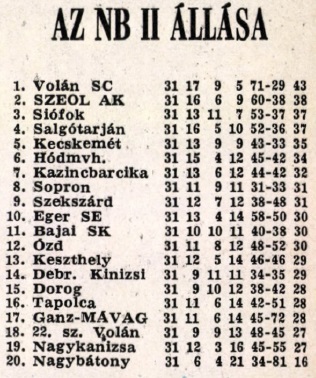 AZ NB II ÁLLÁSA
1. Volán SC 31 17 9 5 71-29 43
2. SZEOL AK 31 16 6 9 60-38 38
3. Siófok 31 13 11 7 53-37 37
4. Salgótarján 31 16 5 10 52-36 37
5. Kecskemét 31 13 9 9 43-33 35
6. Hódmvh. 31 15 4 12 45-42 34
7. Kazincbarcika 31 13 6 12 44-42 32
8. Sopron 31 11 9 11 31-33 31
9. Szekszárd 31 12 7 12 38-48 31
10. Eger SE 31 13 4 14 58-50 30
11. Bajai SK 31 10 10 11 40-38 30
12. Ózd 31 11 8 12 48-52 30
13. Keszthely 31 12 5 14 46-46 29
14. Debr. Kinizsi 31 9 11 11 34-35 29
15. Dorog 31 9 10 12 38-42 28
16. Tapolca 31 11 6 14 42-51 28
17. Ganz-MÁVAG 31 11 6 14 45-72 28
18. 22. sz. Volán 31 9 9 13 48-45 27
19. Nagykanizsa 31 12 3 16 45-55 27
20. Nagybátony 31 6 4 21 34-81 16